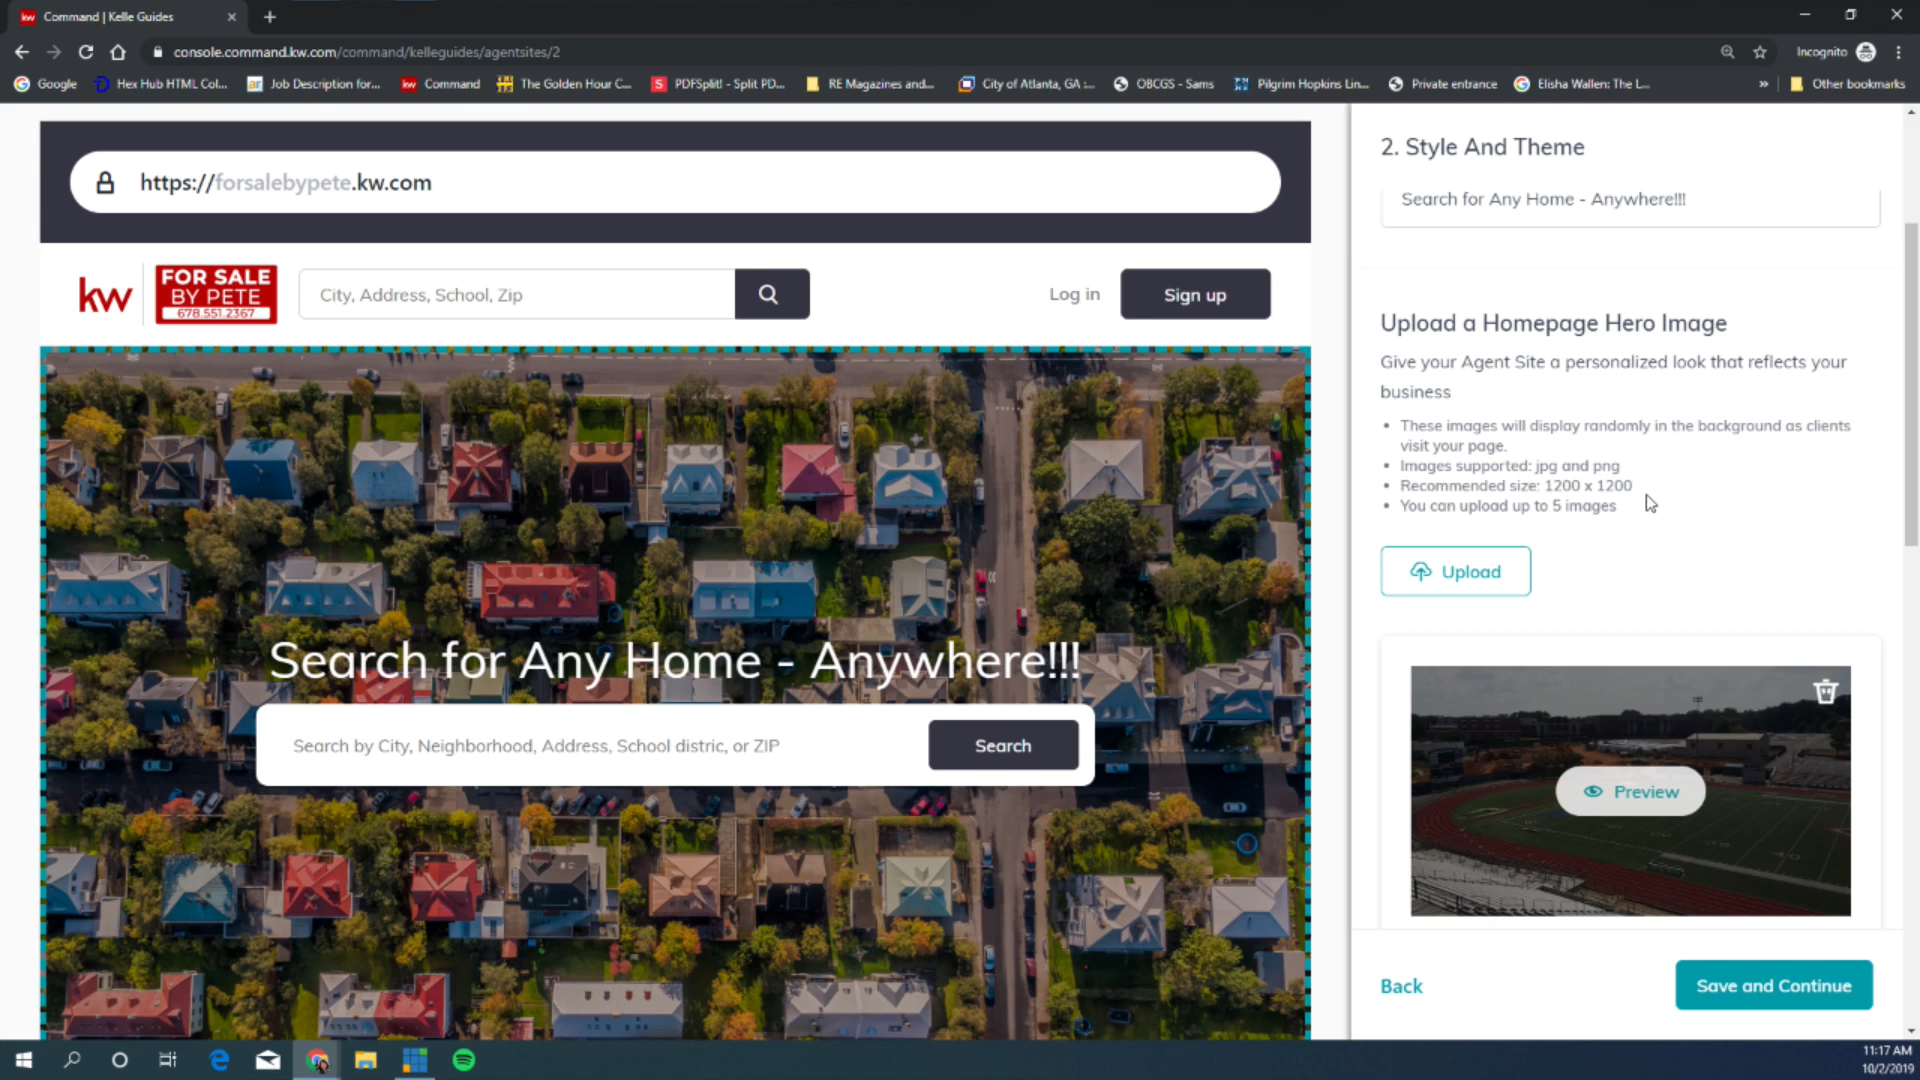 kw Command | Kelle Guides
console.command.kw.com/command/kelleguides/agentsites/2
Incognito
Google
Hex Hub HTML Col...
Job Description for...
kw Command
The Golden Hour C...
S PDFSplit! - Split PD...
RE Magazines and...
City of Atlanta, GA :...
OBCGS - Sams
Pilgrim Hopkins Lin...
Private entrance
Elisha Wallen: The L...
»
Other bookmarks
https://forsalebypete.kw.com
kw
FOR SALE
BY PETE
678.551.2367
City, Address, School, Zip
Log in
Sign up
Search for Any Home - Anywhere!!!
Search by City, Neighborhood, Address, School distric, or ZIP
Search
2. Style And Theme
Search for Any Home - Anywhere!!!
Upload a Homepage Hero Image
Give your Agent Site a personalized look that reflects your
business
• These images will display randomly in the background as clients
visit your page.
• Images supported: jpg and png
• Recommended size: 1200 x 1200
• You can upload up to 5 images
Upload
Preview
Back
Save and Continue
11:17 AM
10/2/2019